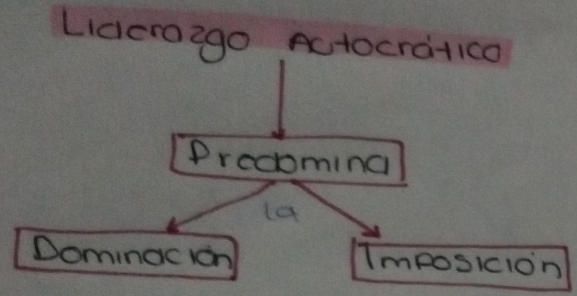 Liderazgo Autocrático
Predomina
la
Dominación
Imposición